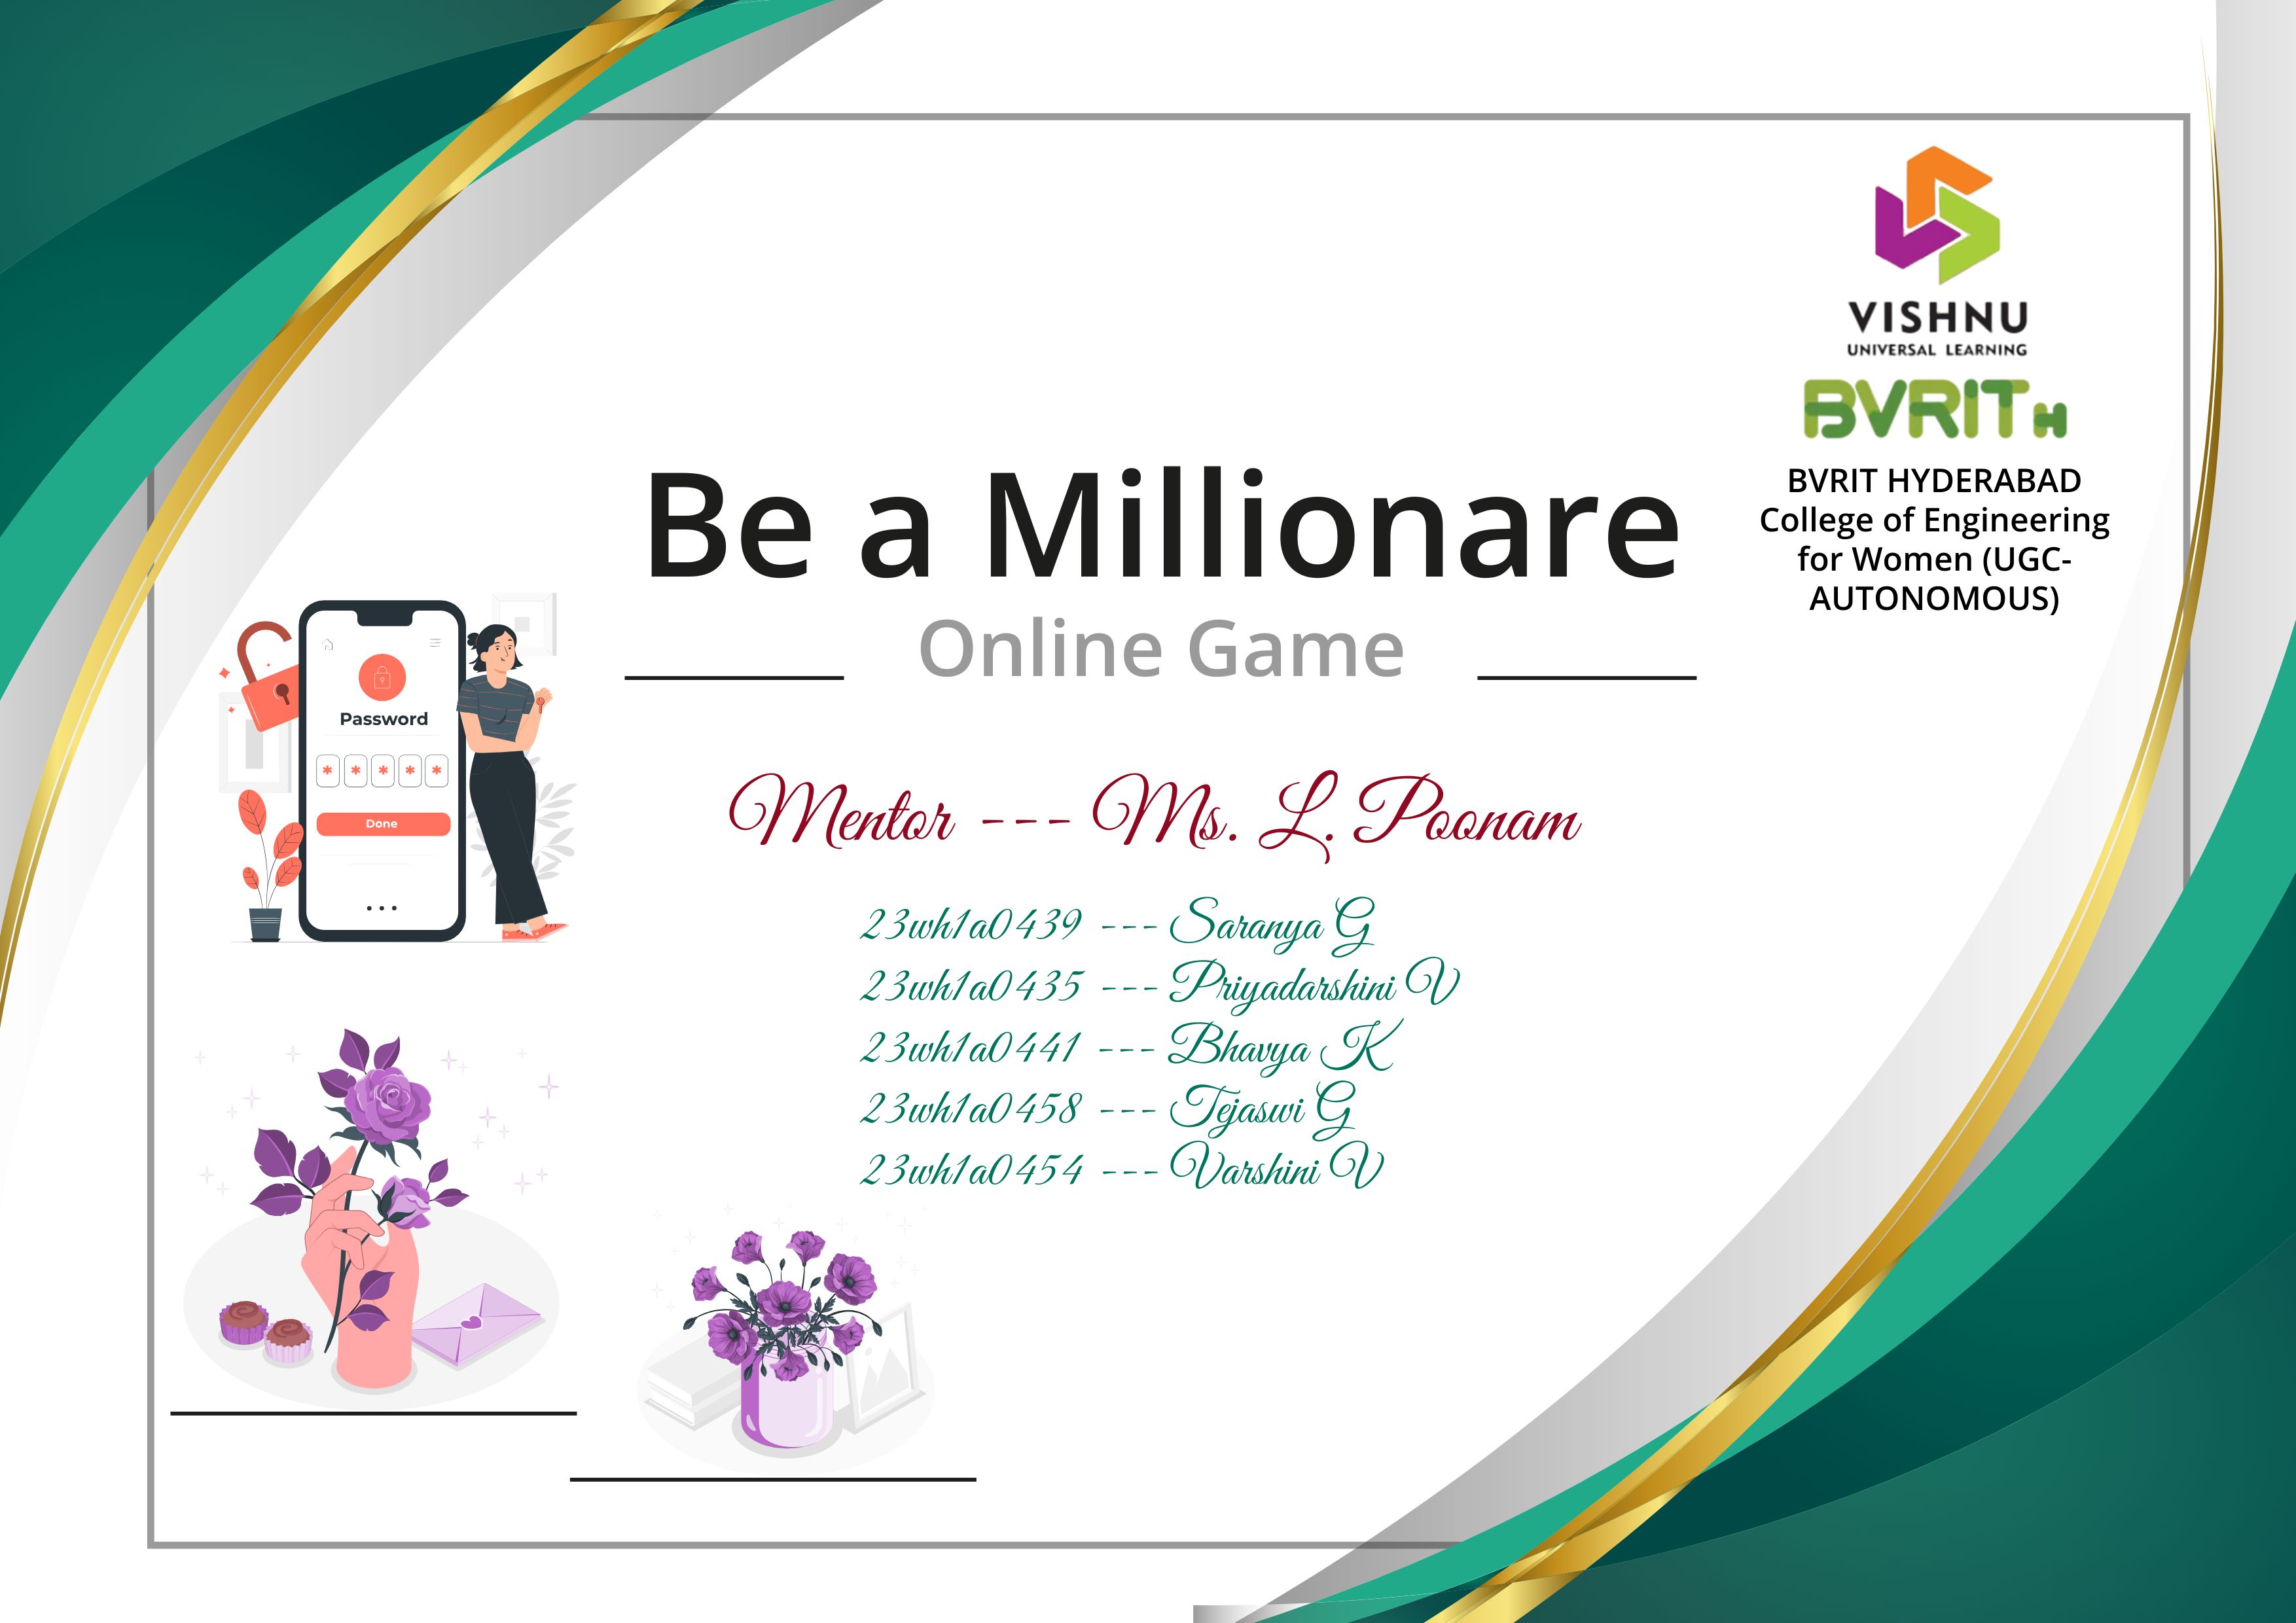 VISHNU
UNIVERSAL LEARNING
BVRITH
BVRIT HYDERABAD
College of Engineering
for Women (UGC-
AUTONOMOUS)
Be a Millionare
Online Game
Password
*****
Done
Mentor --- Ms. L. Poonam
23wh1a0439 --- Saranya G
23wh1a0435 --- Priyadarshini V
23wh1a0441 --- Bhavya K
23wh1a0458 --- Tejaswi G
23wh1a0454 --- Varshini V